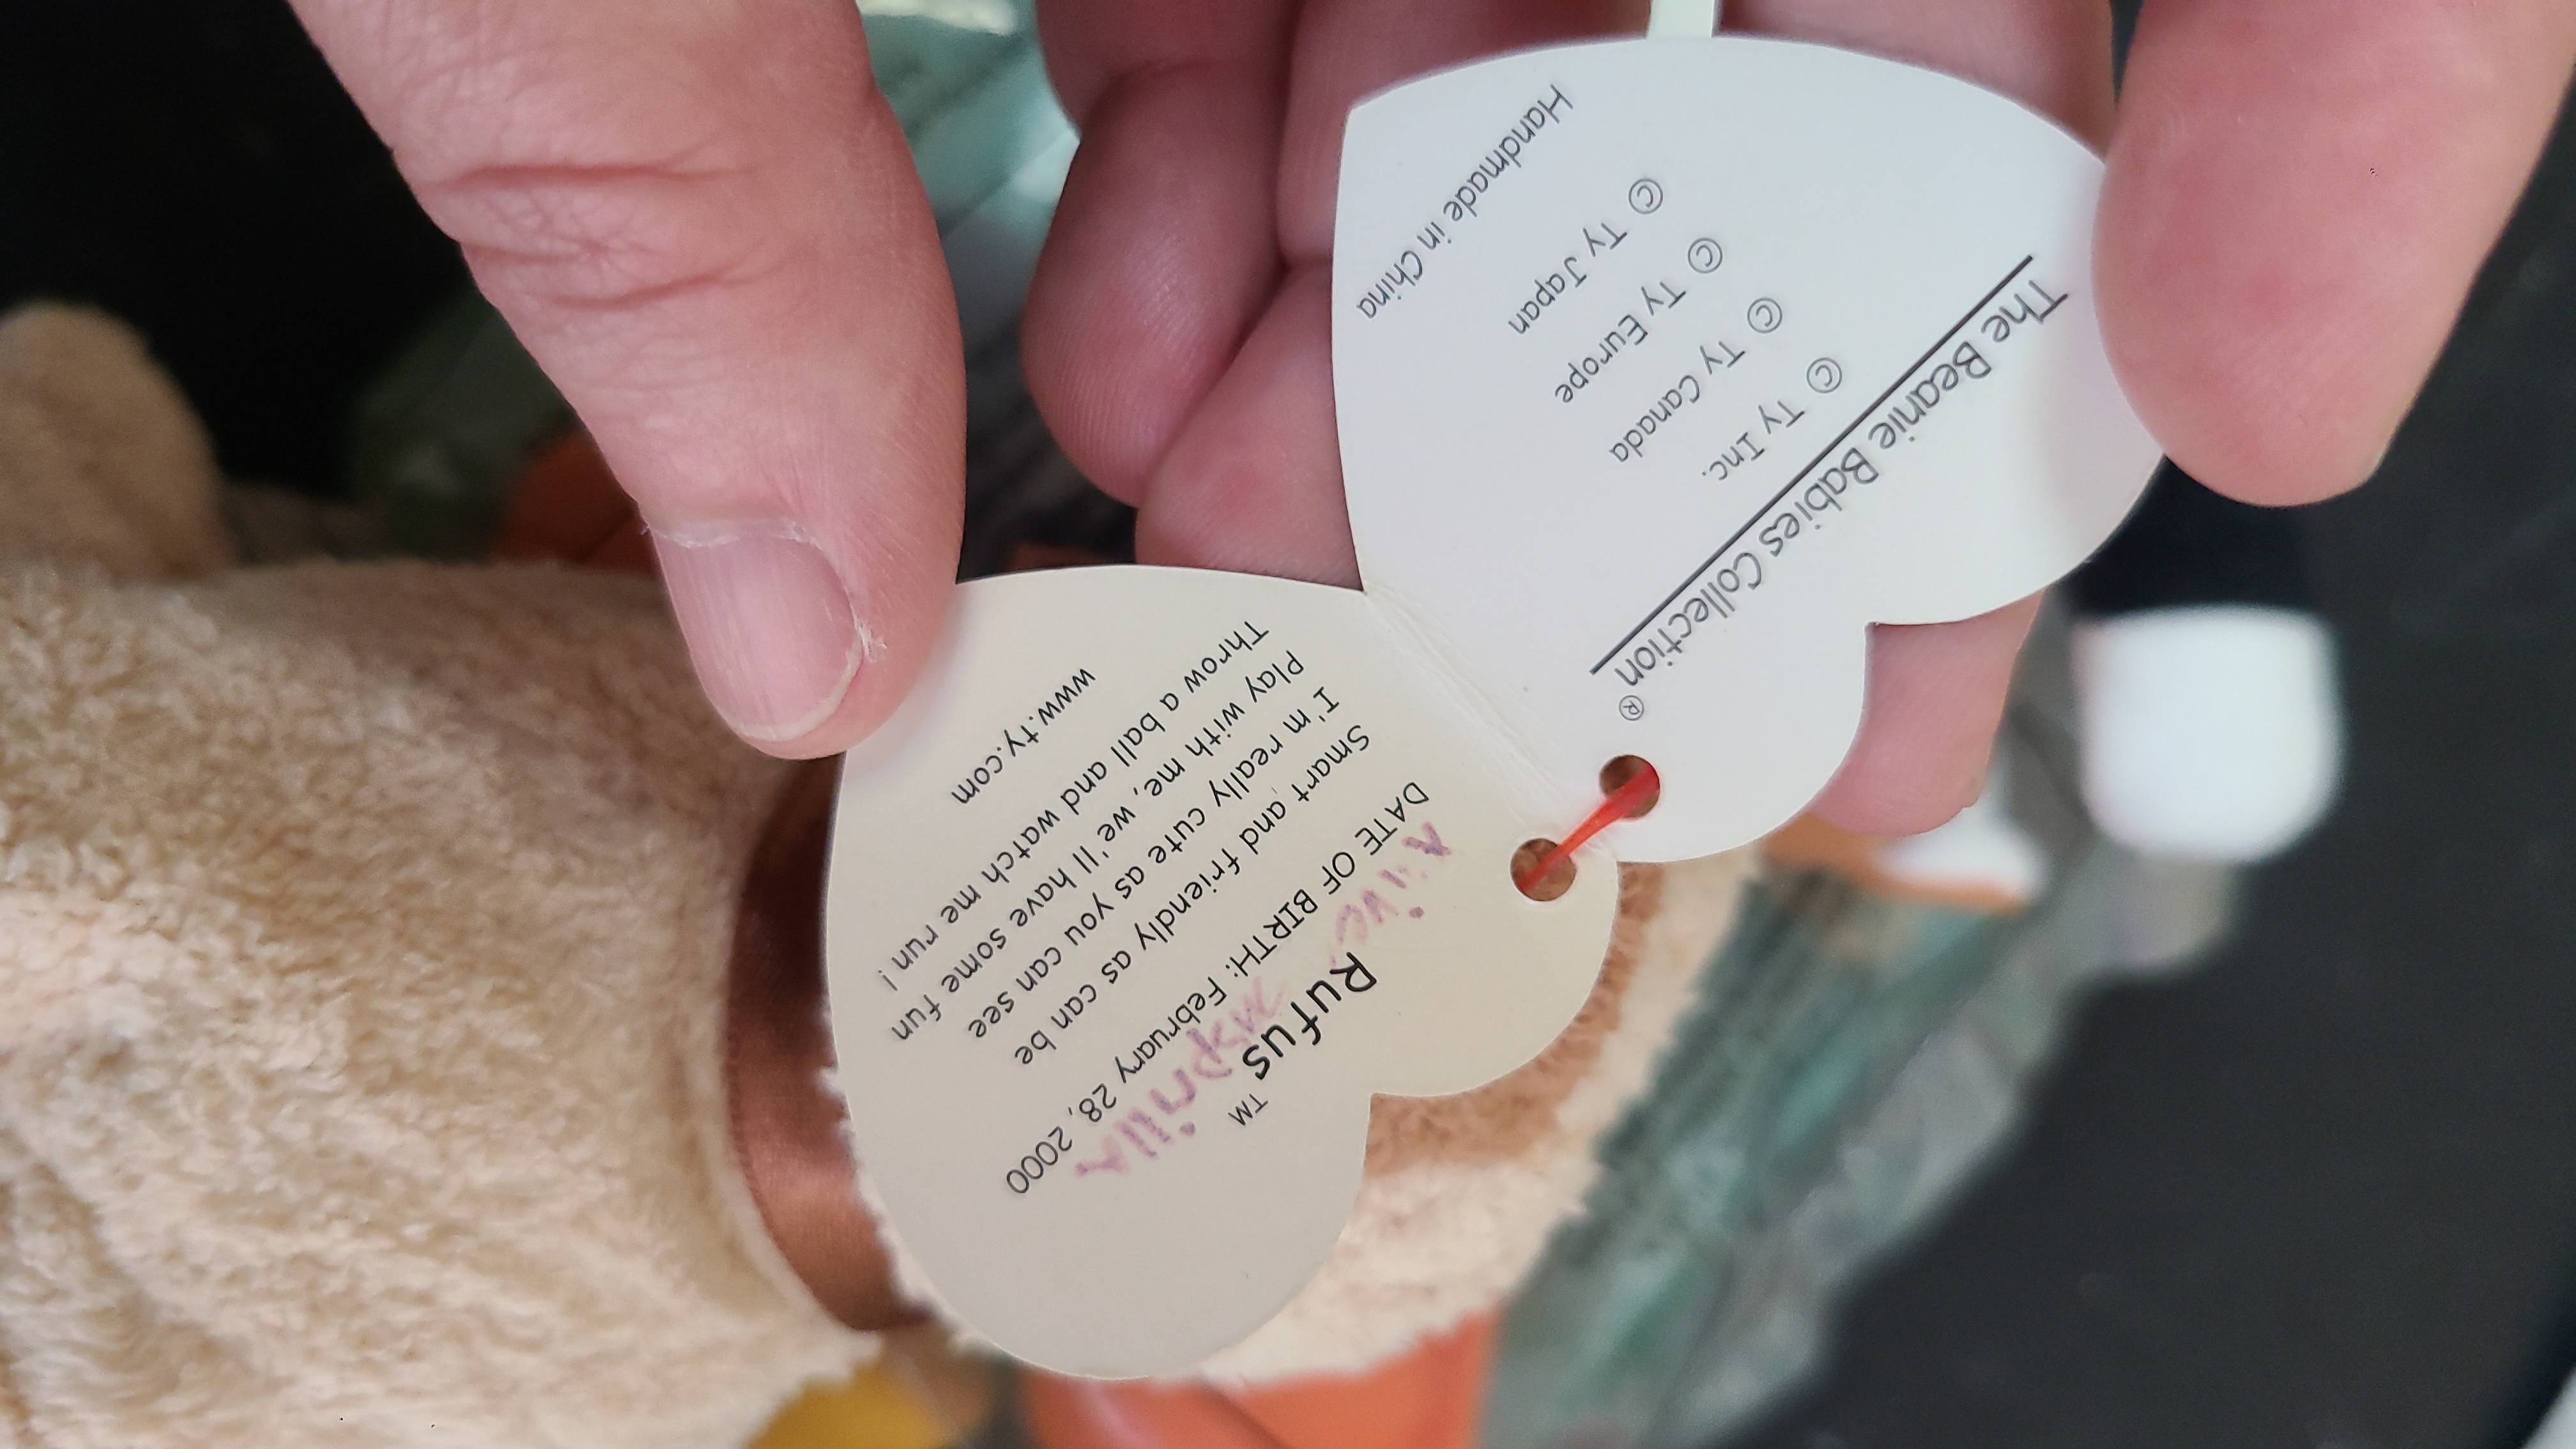 The Beanie Babies Collection ®
© Ty Inc.
© Ty Canada
© Ty Europe
© Ty Japan
Handmade in China
Rufus™
DATE OF BIRTH: February 28, 2000
Smart and friendly as can be
I'm really cute as you can see
Play with me, we'll have some fun
Throw a ball and watch me run !
www.ty.com